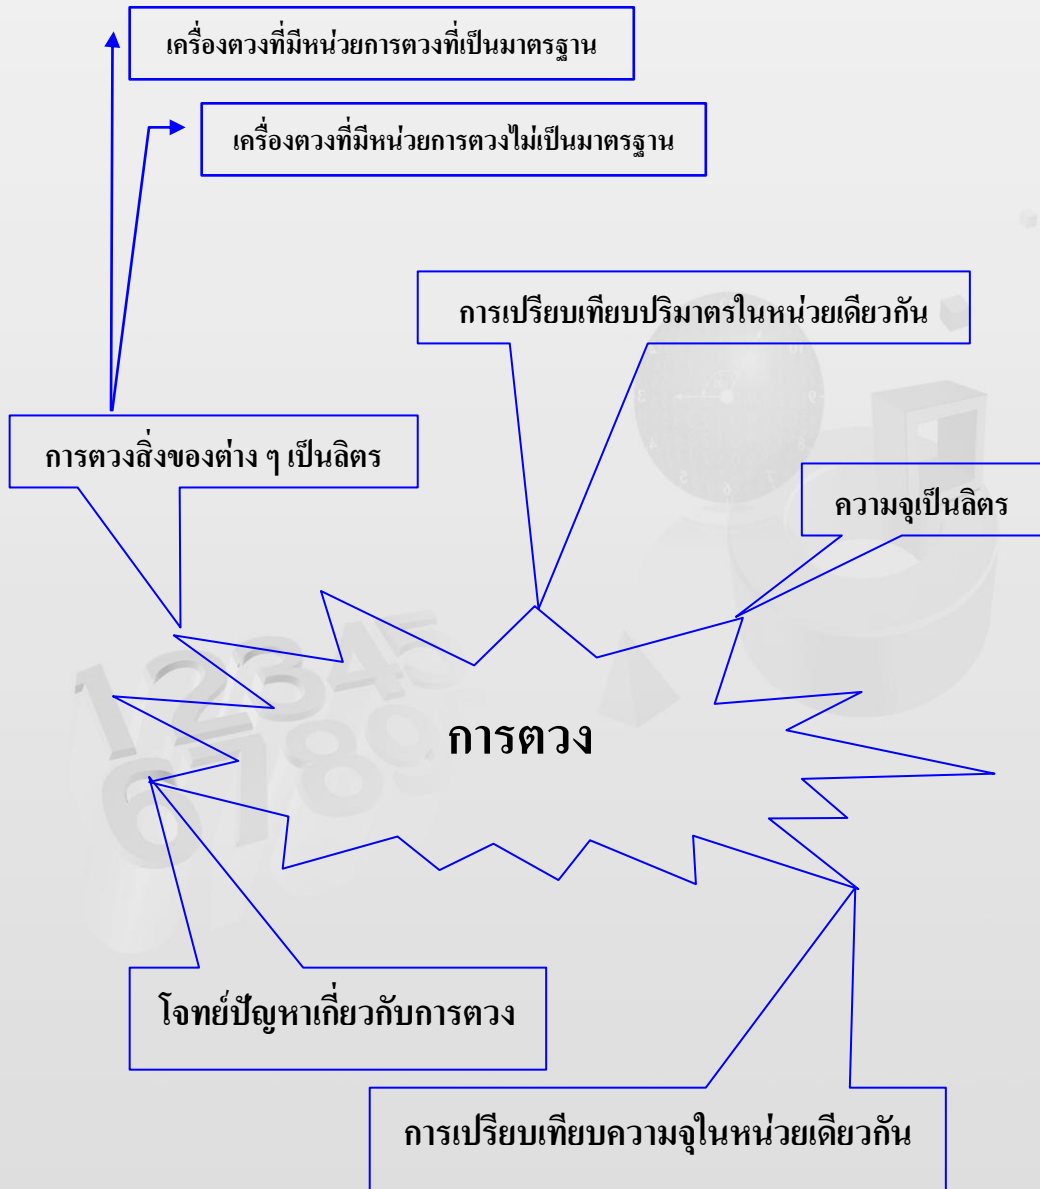 เครื่องตวงที่มีหน่วยการตวงที่เป็นมาตรฐาน
เครื่องตวงที่มีหน่วยการตวงไม่เป็นมาตรฐาน
การเปรียบเทียบปริมาตรในหน่วยเดียวกัน
การตวงสิ่งของต่าง ๆ เป็นลิตร
ความจุเป็นลิตร
การตวง
โจทย์ปัญหาเกี่ยวกับการตวง
การเปรียบเทียบความจุในหน่วยเดียวกัน